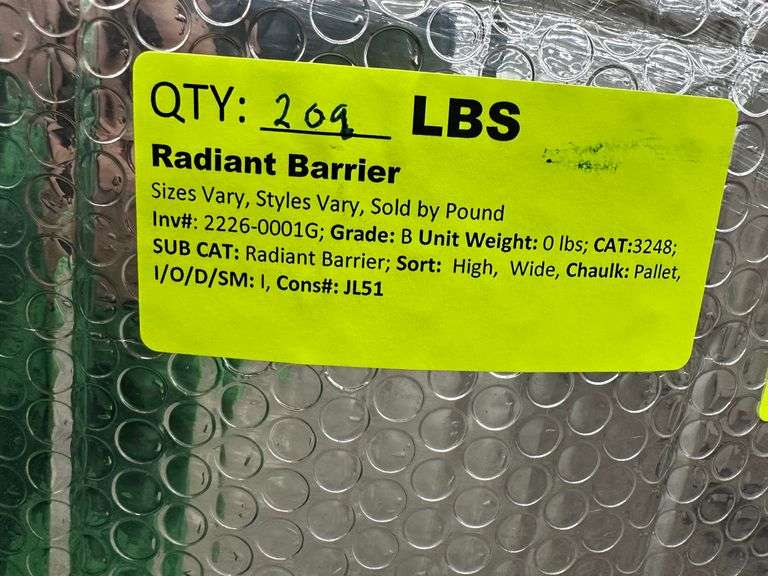 QTY: 209 LBS
Radiant Barrier
Sizes Vary, Styles Vary, Sold by Pound
Inv#: 2226-0001G; Grade: B Unit Weight: 0 lbs; CAT:3248;
SUB CAT: Radiant Barrier; Sort: High, Wide, Chaulk: Pallet,
I/O/D/SM: I, Cons#: JL51